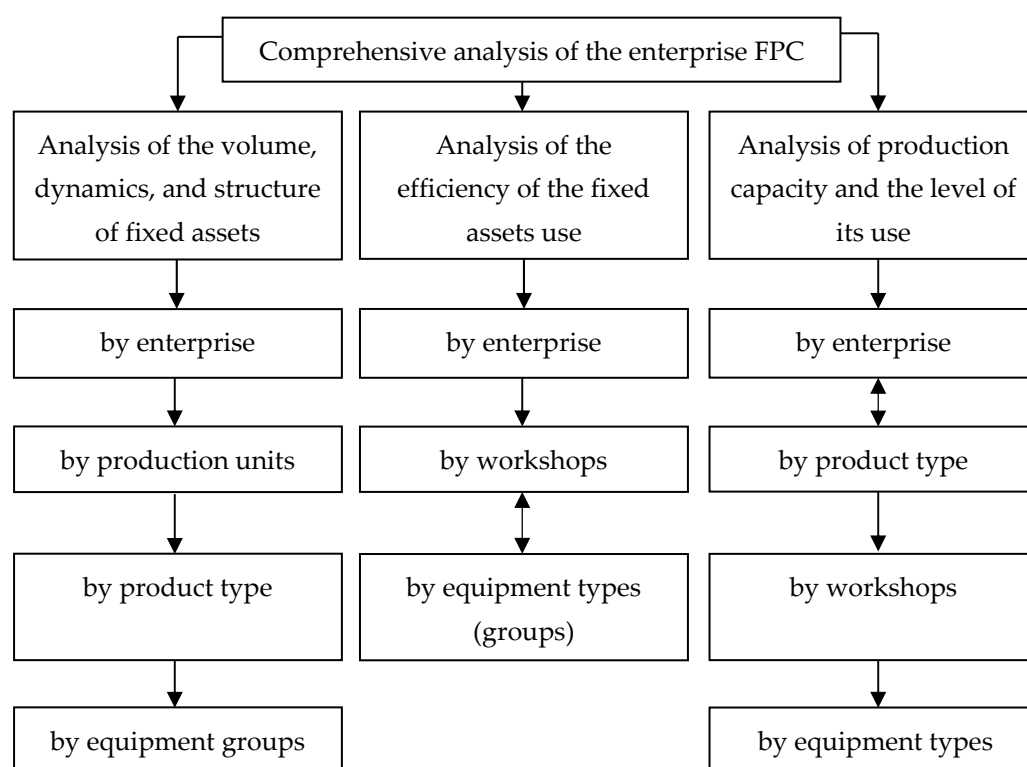 Comprehensive analysis of the enterprise FPC
Analysis of the volume,
dynamics, and structure
of fixed assets
Analysis of the
efficiency of the fixed
assets use
Analysis of production
capacity and the level of
its use
by enterprise
by enterprise
by enterprise
by production units
by workshops
by product type
by product type
by equipment types
(groups)
by workshops
by equipment groups
by equipment types